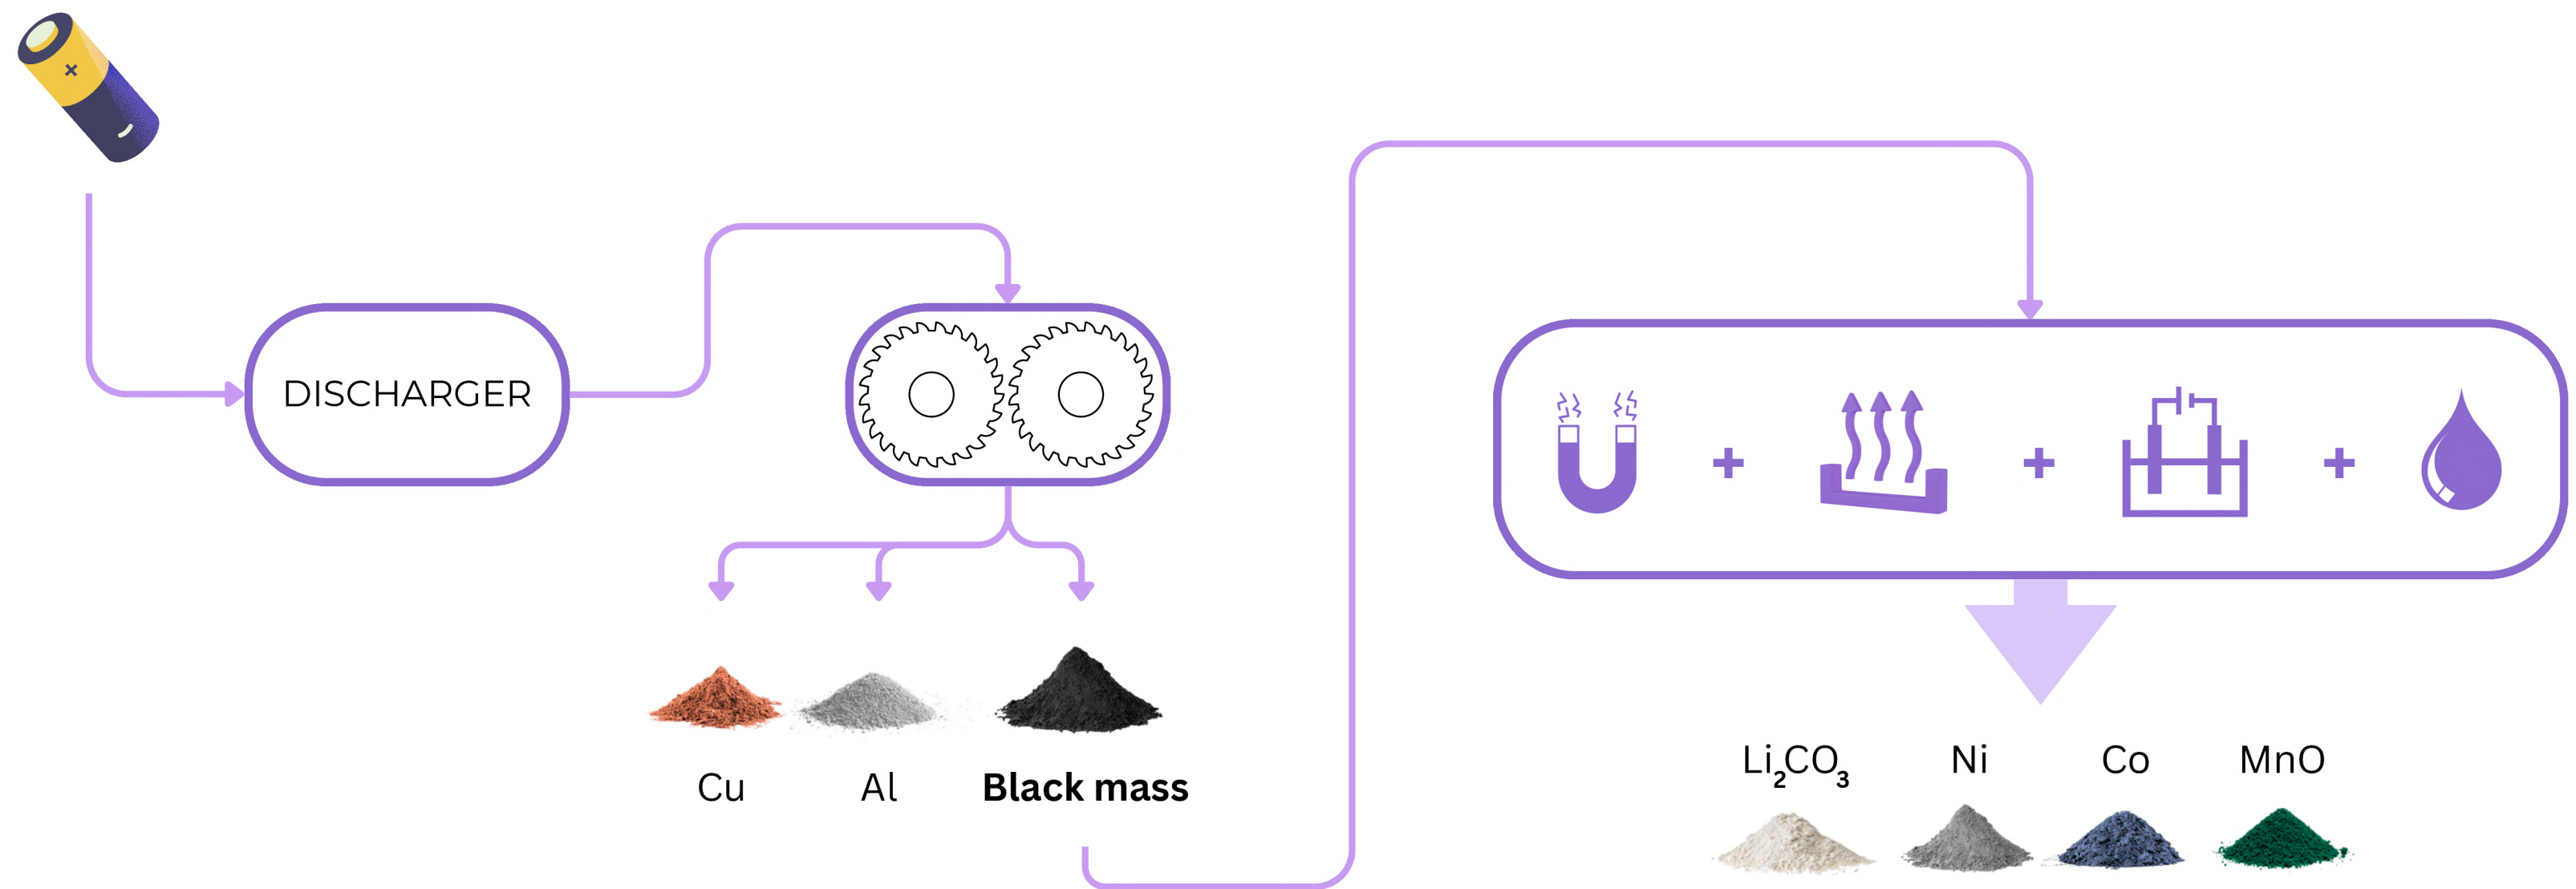 DISCHARGER
Cu
Al
Black mass
Li₂CO₃
Ni
Co
MnO